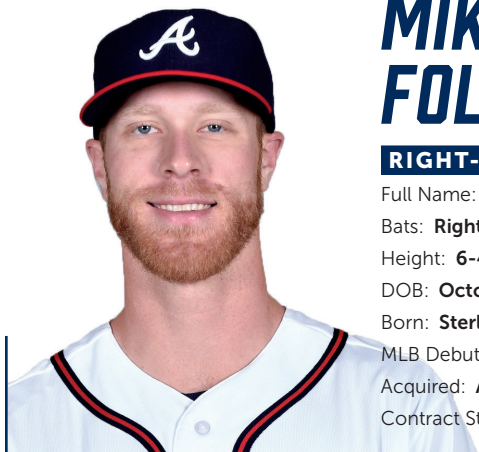 MIK
FOL
RIGHT-
Full Name:
Bats: Right
Height: 6-4
DOB: Octo
Born: Sterl
MLB Debut
Acquired: A
Contract St
A